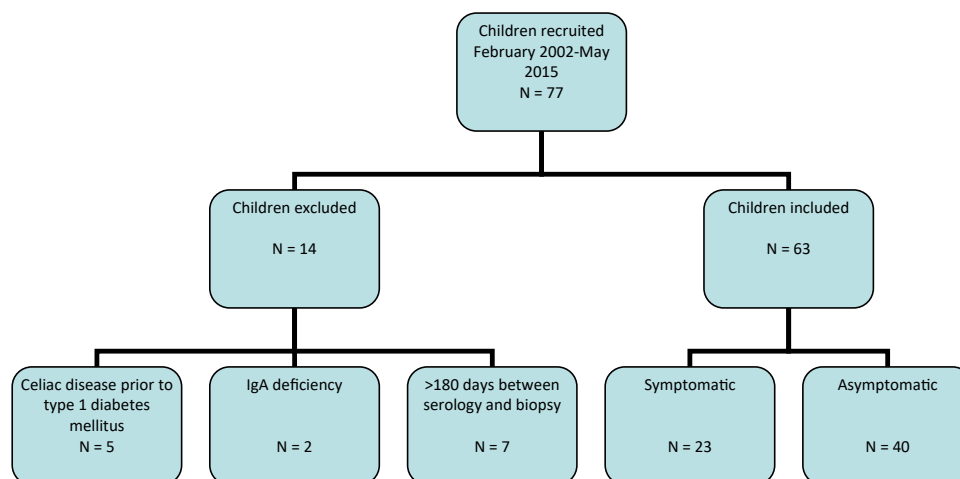 Children recruited
February 2002-May
2015
N = 77
Children excluded
N = 14
Children included
N = 63
Celiac disease prior to
type 1 diabetes
mellitus
N = 5
IgA deficiency
N = 2
>180 days between
serology and biopsy
N = 7
Symptomatic
N = 23
Asymptomatic
N = 40